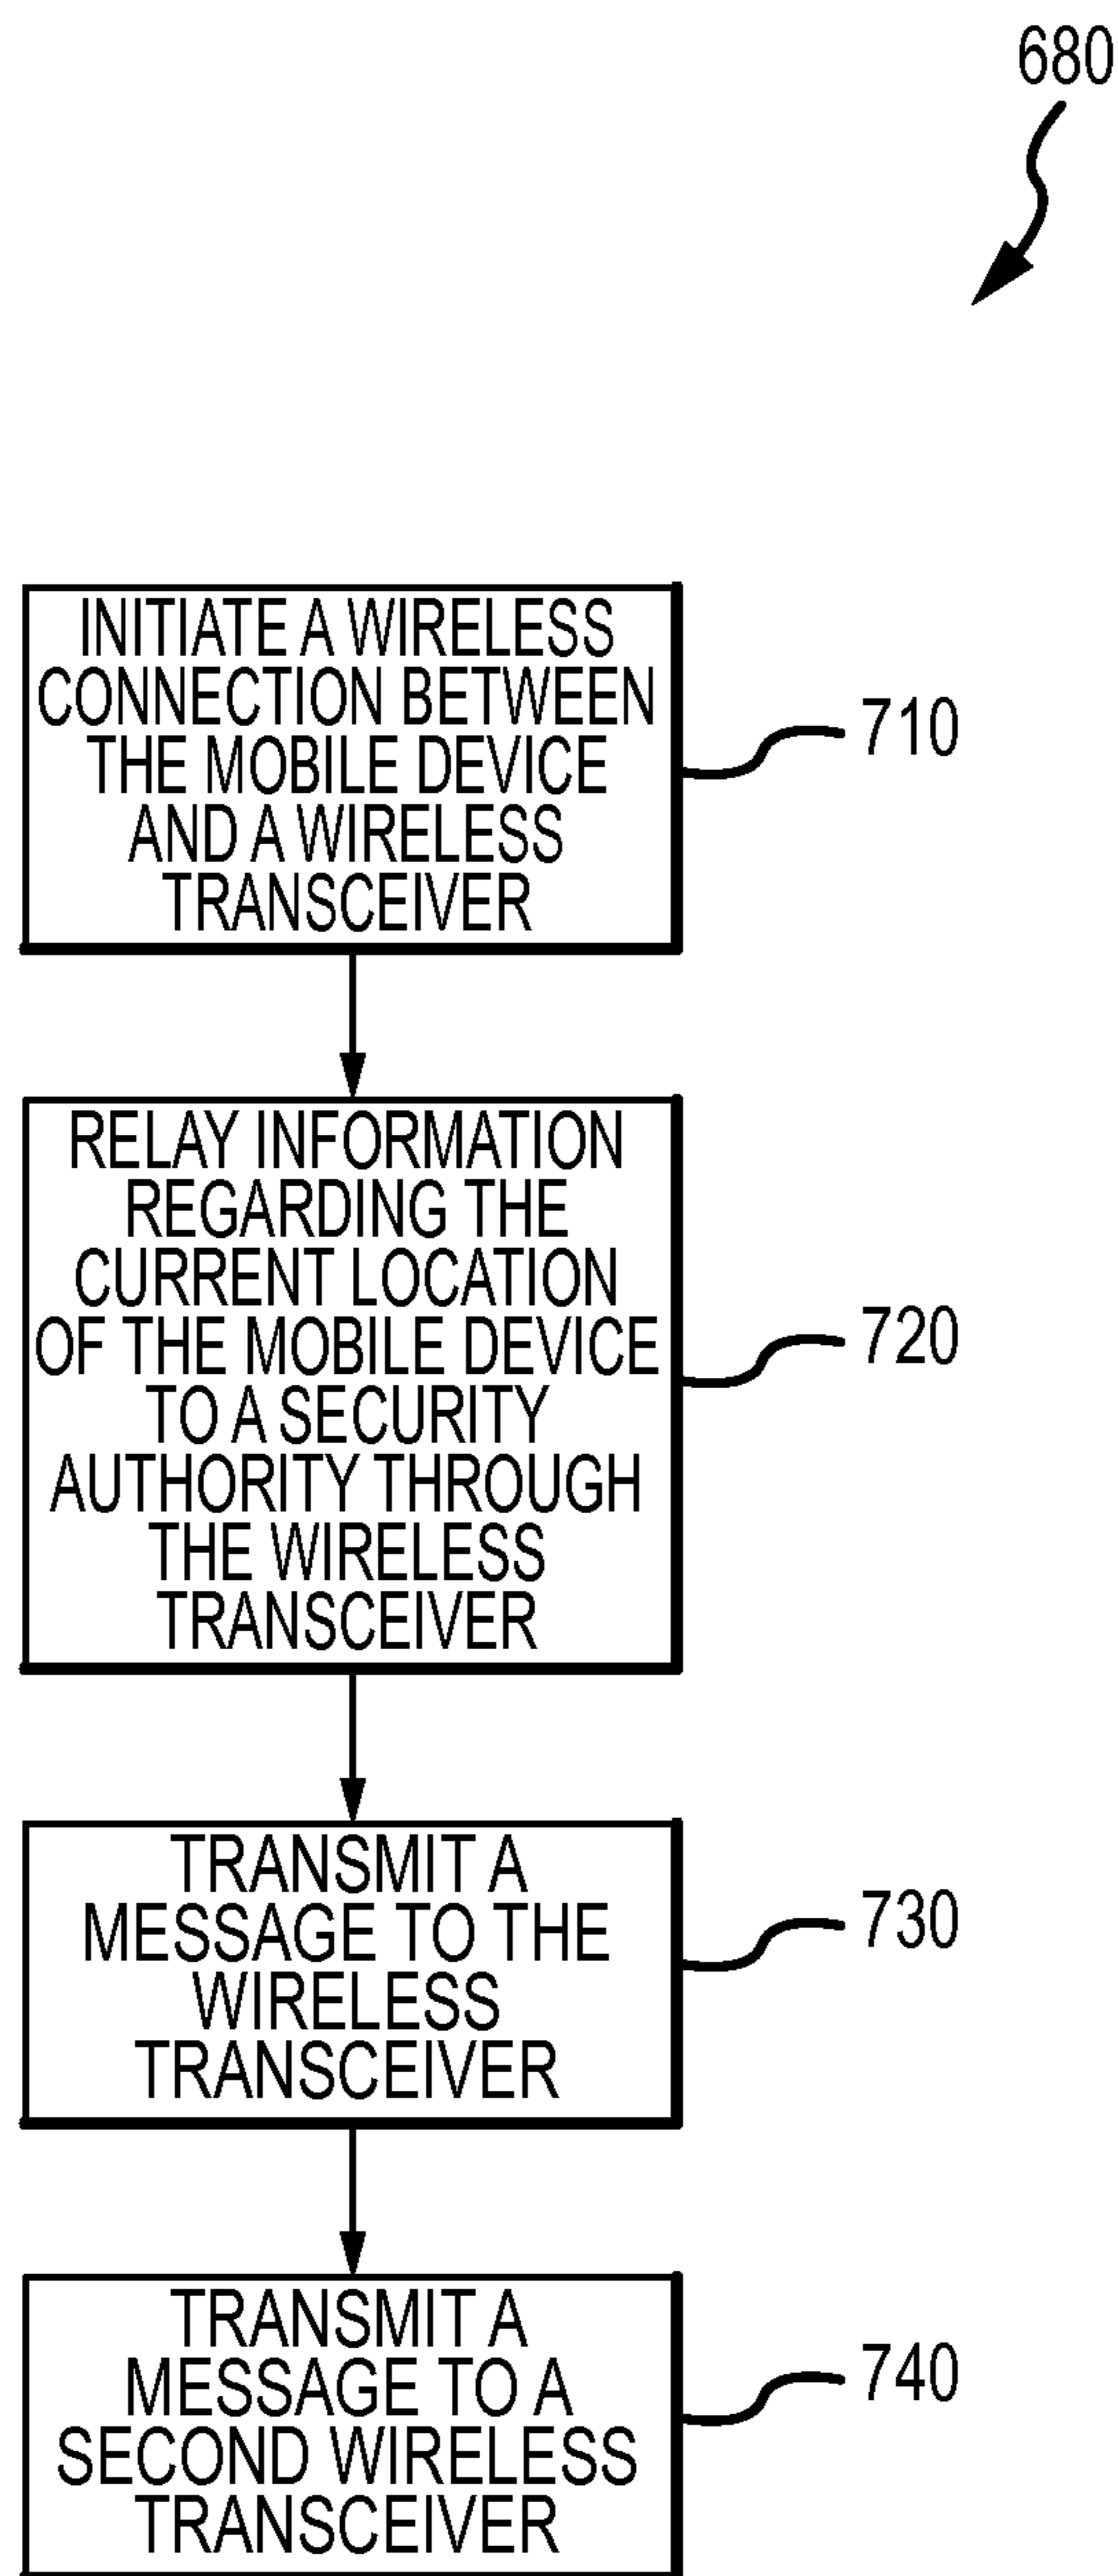 680
INITIATE A WIRELESS
CONNECTION BETWEEN
THE MOBILE DEVICE
AND A WIRELESS
TRANSCEIVER
710
RELAY INFORMATION
REGARDING THE
CURRENT LOCATION
OF THE MOBILE DEVICE
TO A SECURITY
AUTHORITY THROUGH
THE WIRELESS
TRANSCEIVER
720
TRANSMIT A
MESSAGE TO THE
WIRELESS
TRANSCEIVER
730
TRANSMIT A
MESSAGE TO A
SECOND WIRELESS
TRANSCEIVER
740